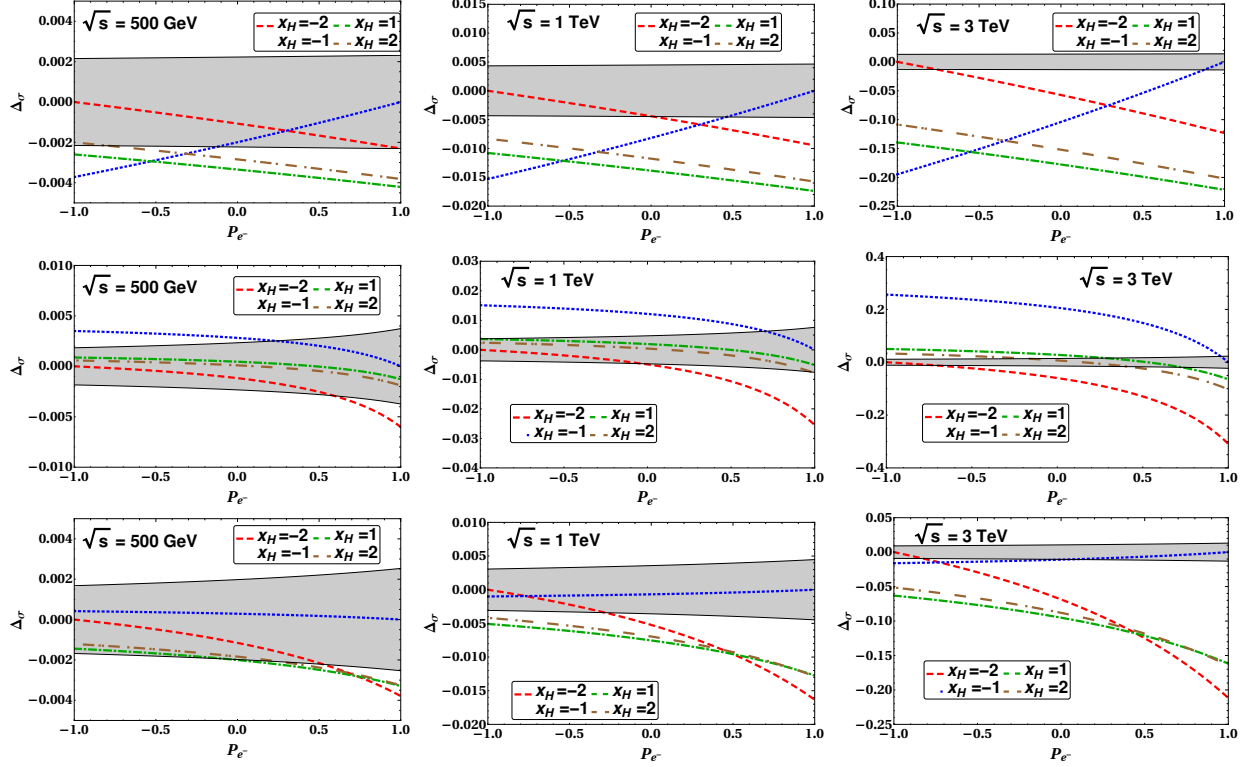 √s = 500 GeV
x_H=-2 x_H=1
x_H=-1 x_H=2
0.004
0.002
0.000
-0.002
-0.004
Δ_σ
-1.0 -0.5 0.0 0.5 1.0
P_e-
√s = 1 TeV
x_H=-2 x_H=1
x_H=-1 x_H=2
0.015
0.010
0.005
0.000
-0.005
-0.010
-0.015
-0.020
Δ_σ
-1.0 -0.5 0.0 0.5 1.0
P_e-
√s = 3 TeV
x_H=-2 x_H=1
x_H=-1 x_H=2
0.10
0.05
0.00
-0.05
-0.10
-0.15
-0.20
-0.25
Δ_σ
-1.0 -0.5 0.0 0.5 1.0
P_e-
√s = 500 GeV
x_H=-2 x_H=1
x_H=-1 x_H=2
0.010
0.005
0.000
-0.005
-0.010
Δ_σ
-1.0 -0.5 0.0 0.5 1.0
P_e-
√s = 1 TeV
0.03
0.02
0.01
0.00
-0.01
-0.02
-0.03
-0.04
Δ_σ
x_H=-2 x_H=1
x_H=-1 x_H=2
-1.0 -0.5 0.0 0.5 1.0
P_e-
√s = 3 TeV
0.4
0.2
0.0
-0.2
-0.4
Δ_σ
x_H=-2 x_H=1
x_H=-1 x_H=2
-1.0 -0.5 0.0 0.5 1.0
P_e-
√s = 500 GeV
x_H=-2 x_H=1
x_H=-1 x_H=2
0.004
0.002
0.000
-0.002
-0.004
Δ_σ
-1.0 -0.5 0.0 0.5 1.0
P_e-
√s = 1 TeV
0.010
0.005
0.000
-0.005
-0.010
-0.015
-0.020
Δ_σ
x_H=-2 x_H=1
x_H=-1 x_H=2
-1.0 -0.5 0.0 0.5 1.0
P_e-
√s = 3 TeV
0.05
0.00
-0.05
-0.10
-0.15
-0.20
-0.25
Δ_σ
x_H=-2 x_H=1
x_H=-1 x_H=2
-1.0 -0.5 0.0 0.5 1.0
P_e-